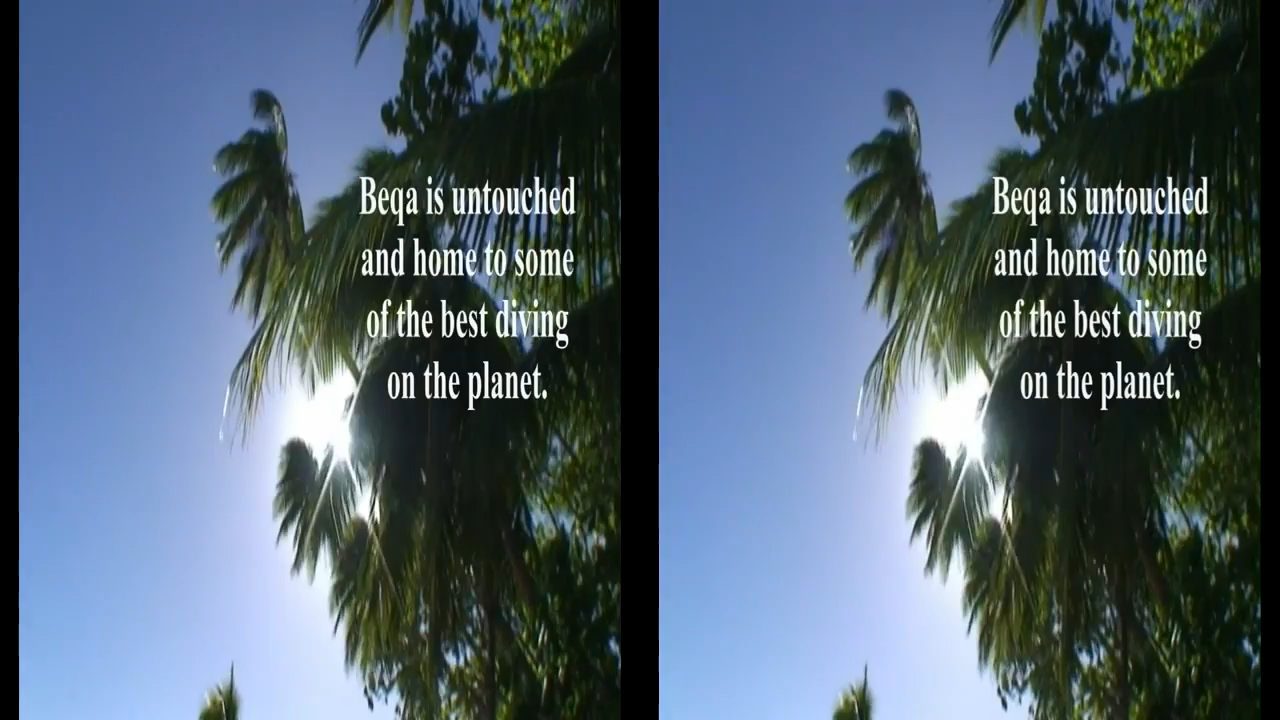 Beqa is untouched
and home to some
of the best diving
on the planet.
Beqa is untouched
and home to some
of the best diving
on the planet.